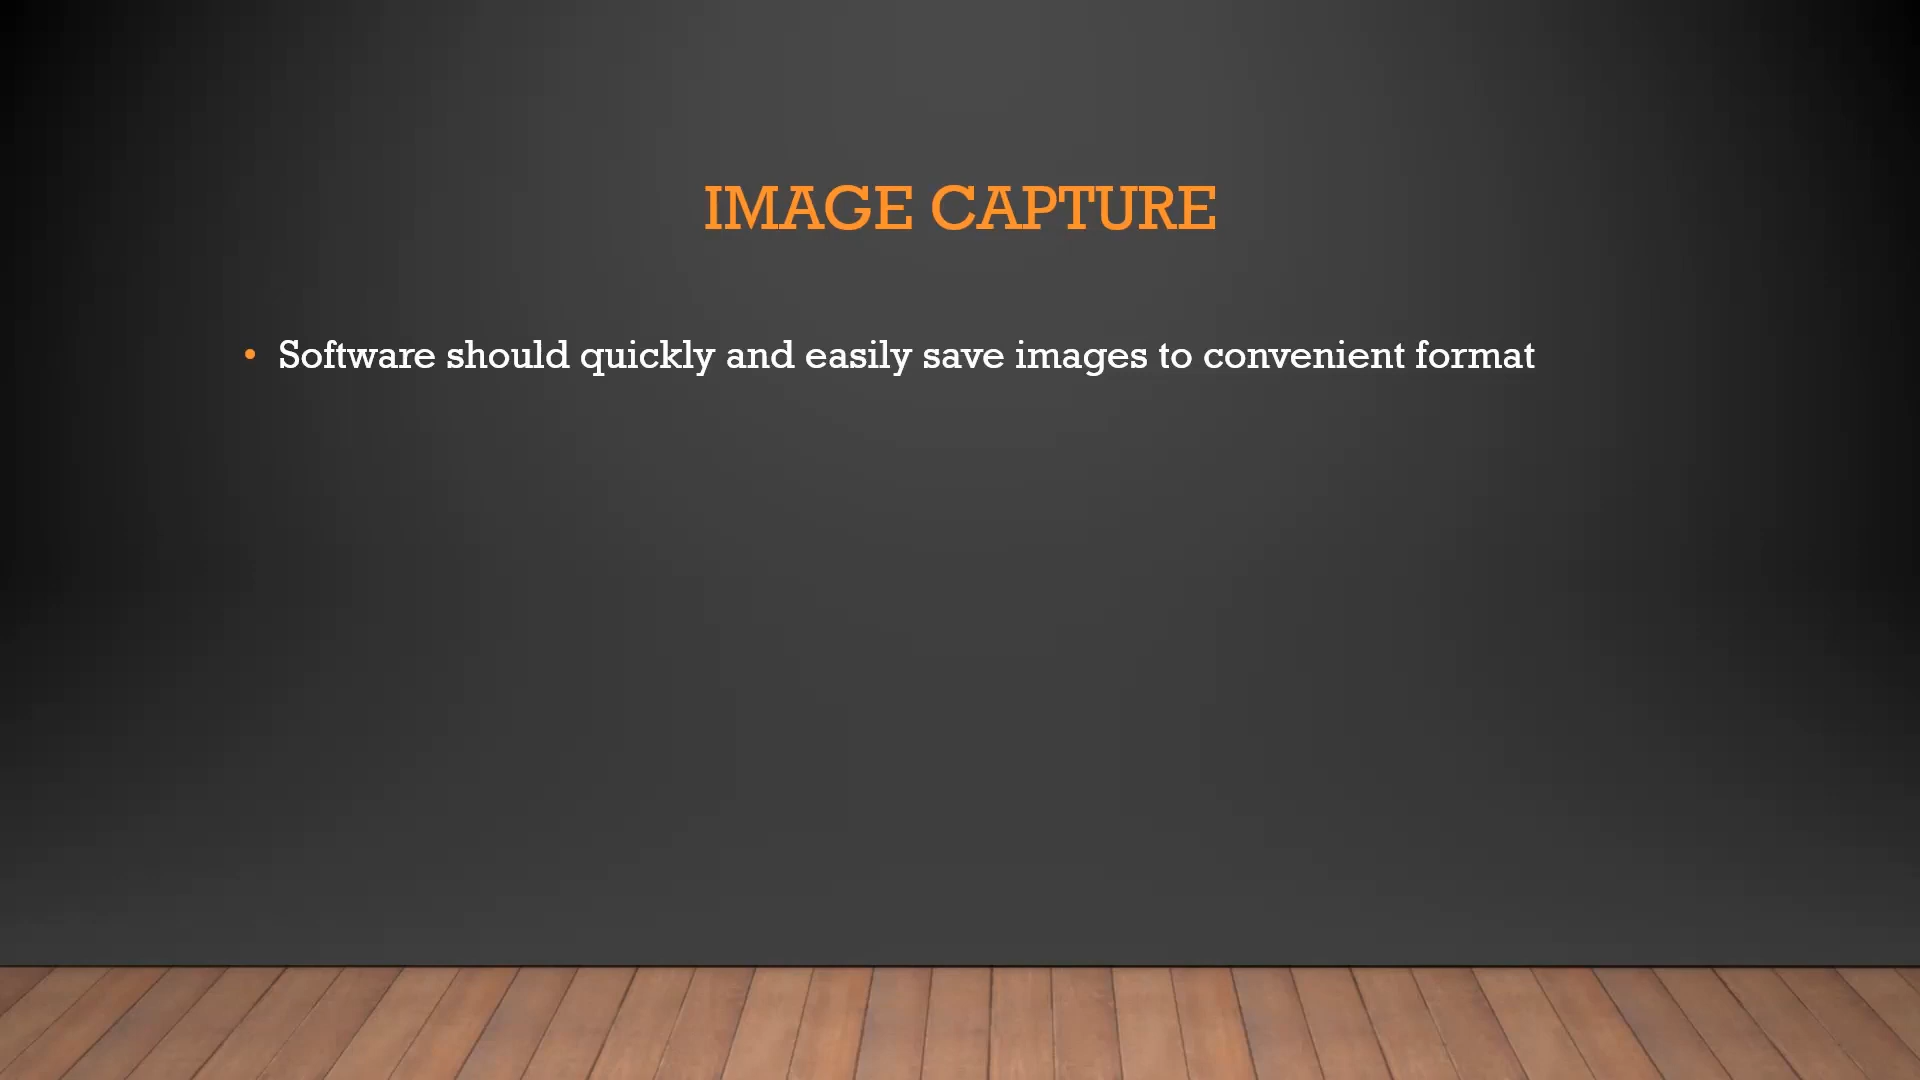 IMAGE CAPTURE
• Software should quickly and easily save images to convenient format